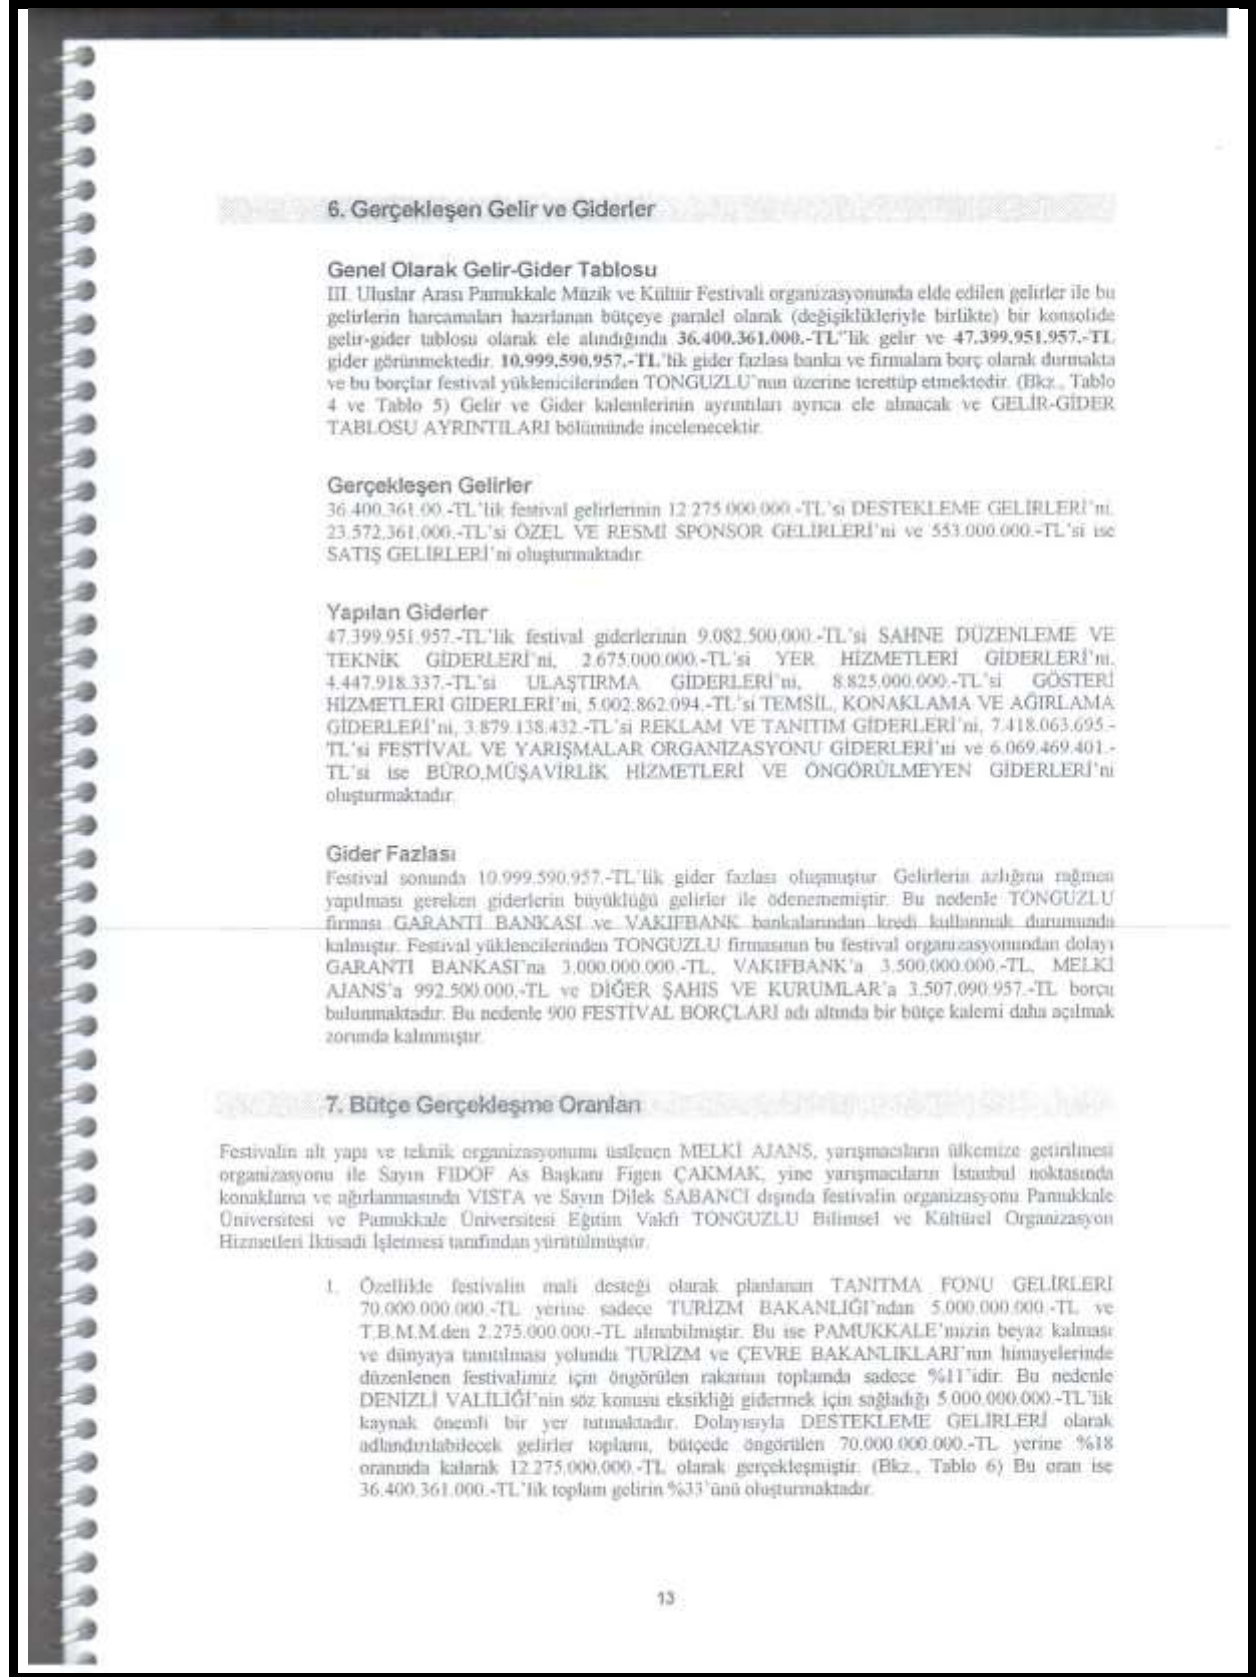 6. Gerçekleşen Gelir ve Giderler
Genel Olarak Gelir-Gider Tablosu
III. Uluslar Arası Pamukkale Müzik ve Kültür Festivali organizasyonunda elde edilen gelirler ile bu
gelirlerin harcamaları hazırlanan bütçeye paralel olarak (değişiklikleriyle birlikte) bir konsolide
gelir-gider tablosu olarak ele alındığında 36.400.361.000.-TL'lik gelir ve 47.399.951.957.-TL
gider görünmektedir. 10.999.590.957.-TL'lik gider fazlası banka ve firmalara borç olarak durmakta
ve bu borçlar festival yüklenicilerinden TONGUZLU'nun üzerine terettüp etmektedir. (Bkz., Tablo
4 ve Tablo 5) Gelir ve Gider kalemlerinin ayrıntıları ayrıca ele alınacak ve GELİR-GİDER
TABLOSU AYRINTILARI bölümünde incelenecektir.
Gerçekleşen Gelirler
36.400.361.00.-TL'lik festival gelirlerinin 12.275.000.000.-TL'si DESTEKLEME GELİRLERİ'ni,
23.572.361.000.-TL'si ÖZEL VE RESMİ SPONSOR GELİRLERİ'ni ve 553.000.000.-TL'si ise
SATIŞ GELİRLERİ'ni oluşturmaktadır.
Yapılan Giderler
47.399.951.957.-TL'lik festival giderlerinin 9.082.500.000.-TL'si SAHNE DÜZENLEME VE
TEKNİK GİDERLERİ'ni, 2.675.000.000.-TL'si YER HİZMETLERİ GİDERLERİ'ni,
4.447.918.337.-TL'si ULAŞTIRMA GİDERLERİ'ni, 8.825.000.000.-TL'si GÖSTERİ
HİZMETLERİ GİDERLERİ'ni, 5.002.862.094.-TL'si TEMSİL, KONAKLAMA VE AĞIRLAMA
GİDERLERİ'ni, 3.879.138.432.-TL'si REKLAM VE TANITIM GİDERLERİ'ni, 7.418.063.695.-
TL'si FESTİVAL VE YARIŞMALAR ORGANİZASYONU GİDERLERİ'ni ve 6.069.469.401.-
TL'si ise BÜRO,MÜŞAVİRLİK HİZMETLERİ VE ÖNGÖRÜLMEYEN GİDERLERİ'ni
oluşturmaktadır.
Gider Fazlası
Festival sonunda 10.999.590.957.-TL'lik gider fazlası oluşmuştur. Gelirlerin azlığına rağmen
yapılması gereken giderlerin büyüklüğü gelirler ile ödenememiştir. Bu nedenle TONGUZLU
firması GARANTİ BANKASI ve VAKIFBANK bankalarından kredi kullanmak durumunda
kalmıştır. Festival yüklencilerinden TONGUZLU firmasının bu festival organizasyonundan dolayı
GARANTİ BANKASI'na 3.000.000.000.-TL, VAKIFBANK'a 3.500.000.000.-TL, MELKİ
AJANS'a 992.500.000.-TL ve DİĞER ŞAHIS VE KURUMLAR'a 3.507.090.957.-TL borcu
bulunmaktadır. Bu nedenle 900 FESTİVAL BORÇLARI adı altında bir bütçe kalemi daha açılmak
zorunda kalınmıştır.
7. Bütçe Gerçekleşme Oranları
Festivalin alt yapı ve teknik organizasyonunu üstlenen MELKİ AJANS, yarışmacıların ülkemize getirilmesi
organizasyonu ile Sayın FIDOF As Başkanı Figen ÇAKMAK, yine yarışmacıların İstanbul noktasında
konaklama ve ağırlanmasında VISTA ve Sayın Dilek SABANCI dışında festivalin organizasyonu Pamukkale
Üniversitesi ve Pamukkale Üniversitesi Eğitim Vakfı TONGUZLU Bilimsel ve Kültürel Organizasyon
Hizmetleri İktisadi İşletmesi tarafından yürütülmüştür.
1. Özellikle festivalin mali desteği olarak planlanan TANITMA FONU GELİRLERİ
70.000.000.000.-TL yerine sadece TURİZM BAKANLIĞI'ndan 5.000.000.000.-TL ve
T.B.M.M.den 2.275.000.000.-TL alınabilmiştir. Bu ise PAMUKKALE'mizin beyaz kalması
ve dünyaya tanıtılması yolunda TURİZM ve ÇEVRE BAKANLIKLARI'nın himayelerinde
düzenlenen festivalimiz için öngörülen rakamın toplamda sadece %11'idir. Bu nedenle
DENİZLİ VALİLİĞİ'nin söz konusu eksikliği gidermek için sağladığı 5.000.000.000.-TL'lik
kaynak önemli bir yer tutmaktadır. Dolayısıyla DESTEKLEME GELİRLERİ olarak
adlandırılabilecek gelirler toplamı, bütçede öngörülen 70.000.000.000.-TL yerine %18
oranında kalarak 12.275.000.000.-TL olarak gerçekleşmiştir. (Bkz., Tablo 6) Bu oran ise
36.400.361.000.-TL'lik toplam gelirin %33'ünü oluşturmaktadır.
13